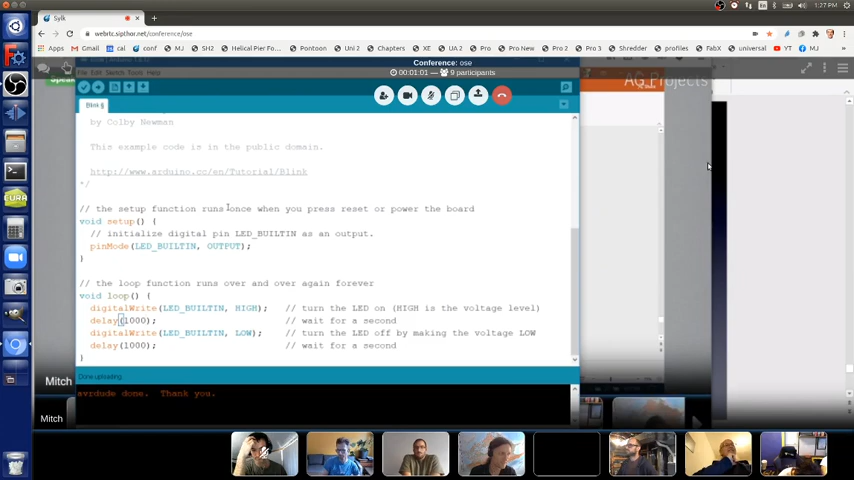 Sylk
1:27 PM
webrtc.sipthor.net/conference/ose
Apps Gmail cal conf MJ SH2 Helical Pier Fo... Pontoon Uni 2 Chapters XE UA 2 Pro Pro New Pro 2 Pro 3 Shredder profiles FabX universal YT MJ
Conference: ose
00:01:01 9 participants
AG Projects
File Edit Sketch Tools Help
Blink §
by Colby Newman
This example code is in the public domain.
http://www.arduino.cc/en/Tutorial/Blink
*/
// the setup function runs once when you press reset or power the board
void setup() {
// initialize digital pin LED_BUILTIN as an output.
pinMode(LED_BUILTIN, OUTPUT);
}
// the loop function runs over and over again forever
void loop() {
digitalWrite(LED_BUILTIN, HIGH); // turn the LED on (HIGH is the voltage level)
delay(1000); // wait for a second
digitalWrite(LED_BUILTIN, LOW); // turn the LED off by making the voltage LOW
delay(1000); // wait for a second
}
Done uploading.
Mitch
avrdude done. Thank you.
Mitch
CURA